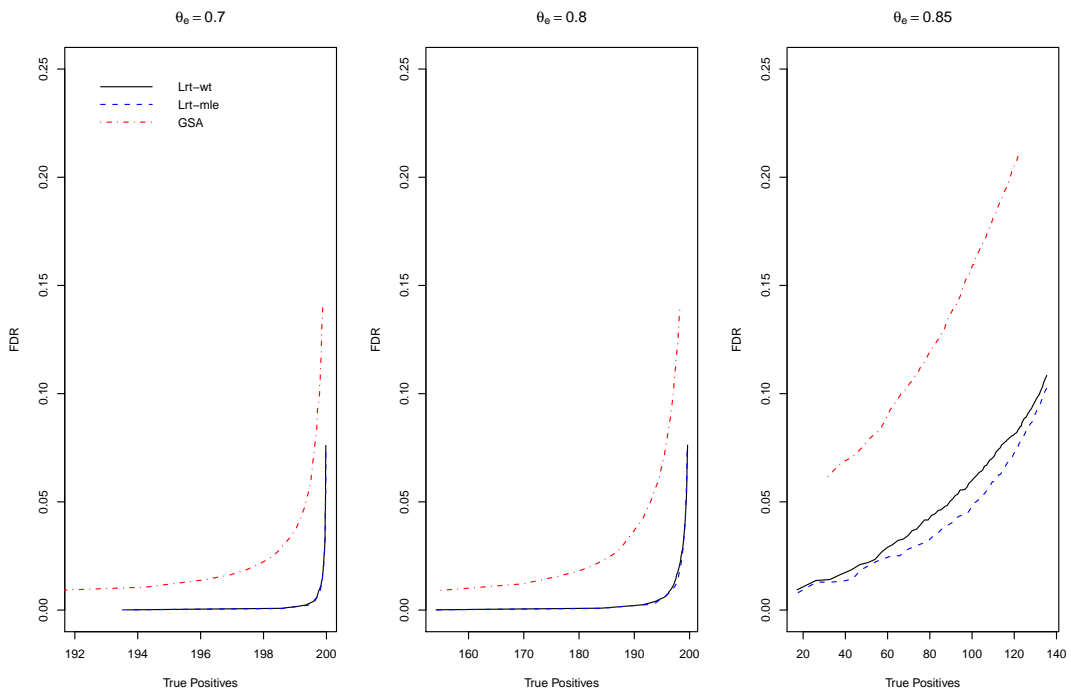 θe = 0.7
θe = 0.8
θe = 0.85
Lrt−wt
Lrt−mle
GSA
FDR
0.00 0.05 0.10 0.15 0.20 0.25
192 194 196 198 200
True Positives
FDR
0.00 0.05 0.10 0.15 0.20 0.25
160 170 180 190 200
True Positives
FDR
0.00 0.05 0.10 0.15 0.20 0.25
20 40 60 80 100 120 140
True Positives